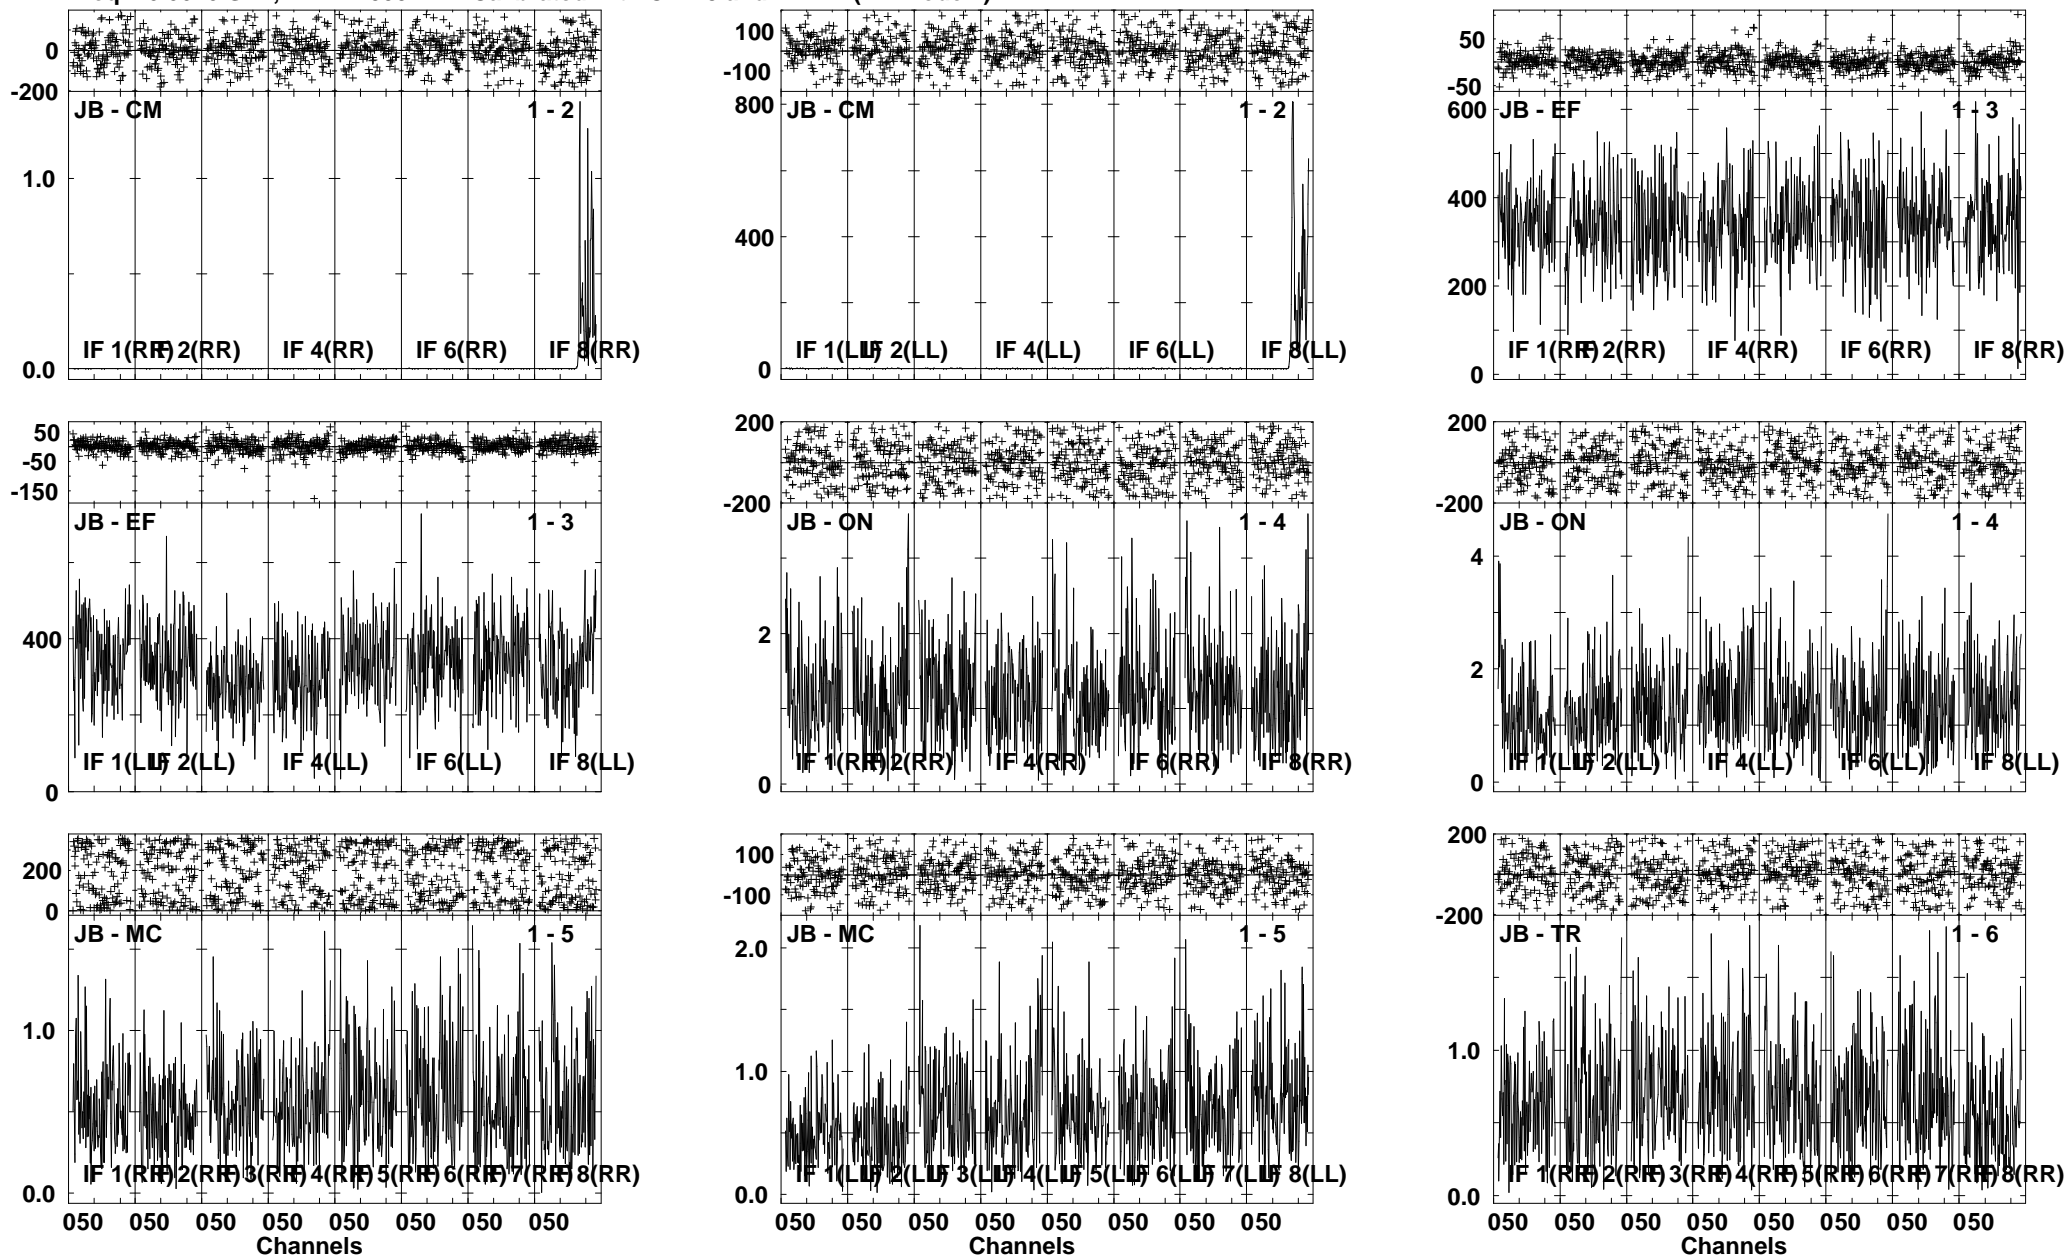 0
-200
JB - CM
1 - 2
1.0
0.0
IF 1(RR)
IF 2(RR)
IF 4(RR)
IF 6(RR)
IF 8(RR)
100
-100
JB - CM
1 - 2
800
400
0
IF 1(LL)
IF 2(LL)
IF 4(LL)
IF 6(LL)
IF 8(LL)
50
-50
JB - EF
1 - 3
600
400
200
0
IF 1(RR)
IF 2(RR)
IF 4(RR)
IF 6(RR)
IF 8(RR)
50
-50
-150
JB - EF
1 - 3
400
0
IF 1(LL)
IF 2(LL)
IF 4(LL)
IF 6(LL)
IF 8(LL)
200
-200
JB - ON
1 - 4
2
0
IF 1(RR)
IF 2(RR)
IF 4(RR)
IF 6(RR)
IF 8(RR)
200
-200
JB - ON
1 - 4
4
2
0
IF 1(LL)
IF 2(LL)
IF 4(LL)
IF 6(LL)
IF 8(LL)
200
0
JB - MC
1 - 5
1.0
0.0
IF 1(RR)
IF 2(RR)
IF 3(RR)
IF 4(RR)
IF 5(RR)
IF 6(RR)
IF 7(RR)
IF 8(RR)
050 050 050 050 050 050 050 050
Channels
100
-100
JB - MC
1 - 5
2.0
1.0
0.0
IF 1(LL)
IF 2(LL)
IF 3(LL)
IF 4(LL)
IF 5(LL)
IF 6(LL)
IF 7(LL)
IF 8(LL)
050 050 050 050 050 050 050 050
Channels
200
-200
JB - TR
1 - 6
1.0
0.0
IF 1(RR)
IF 2(RR)
IF 3(RR)
IF 4(RR)
IF 5(RR)
IF 6(RR)
IF 7(RR)
IF 8(RR)
050 050 050 050 050 050 050 050
Channels